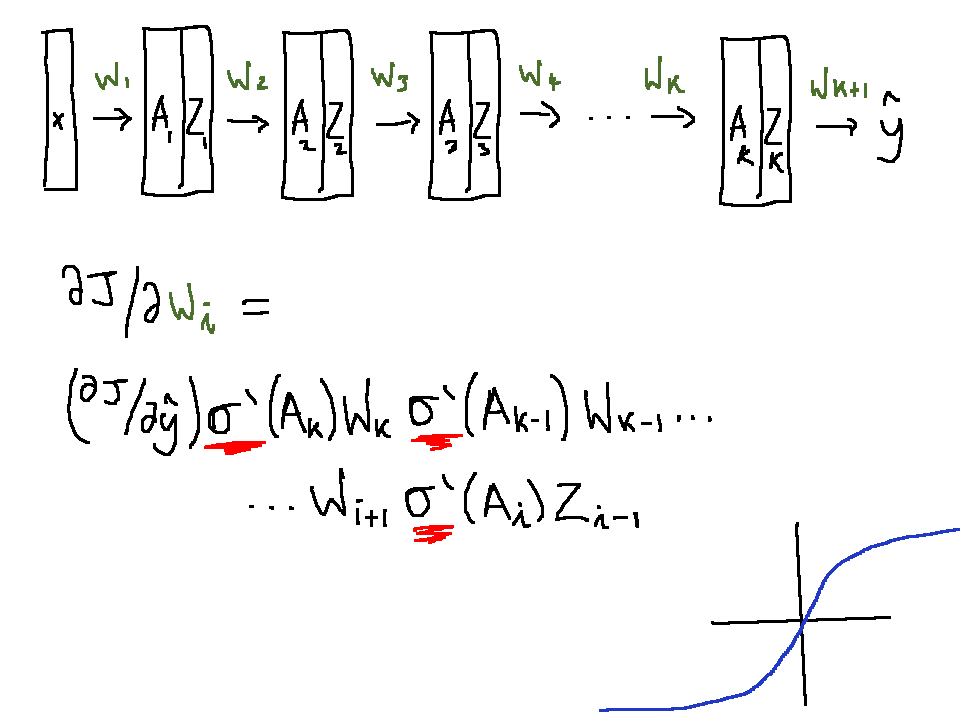 W₁ W₂ W₃ W₄ Wₖ Wₖ₊₁
x → A₁ Z₁ → A₂ Z₂ → A₃ Z₃ → ... → Aₖ Zₖ → ŷ
∂J/∂Wᵢ =
(∂J/∂ŷ) σ`(Aₖ)Wₖ σ`(Aₖ₋₁)Wₖ₋₁ ...
... Wᵢ₊₁ σ`(Aᵢ)Zᵢ₋₁